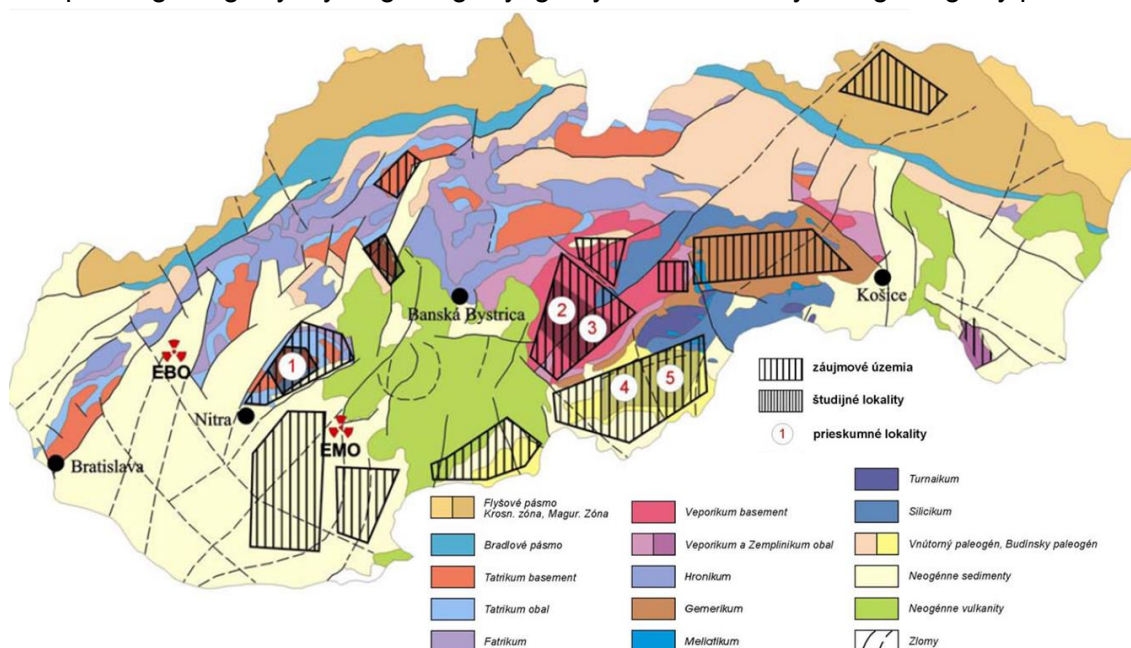 Banská Bystrica
Košice
2
3
EBO
1
záujmové územia
4
5
študijné lokality
Nitra
EMO
1
prieskumné lokality
Bratislava
Flyšové pásmo
Krosn. zóna, Magur. Zóna
Bradlové pásmo
Tatrikum basement
Tatrikum obal
Fatrikum
Veporikum basement
Veporikum a Zemplinikum obal
Hronikum
Gemerikum
Meliatikum
Turnaikum
Silicikum
Vnútorný paleogén, Budínsky paleogén
Neogénne sedimenty
Neogénne vulkanity
Zlomy